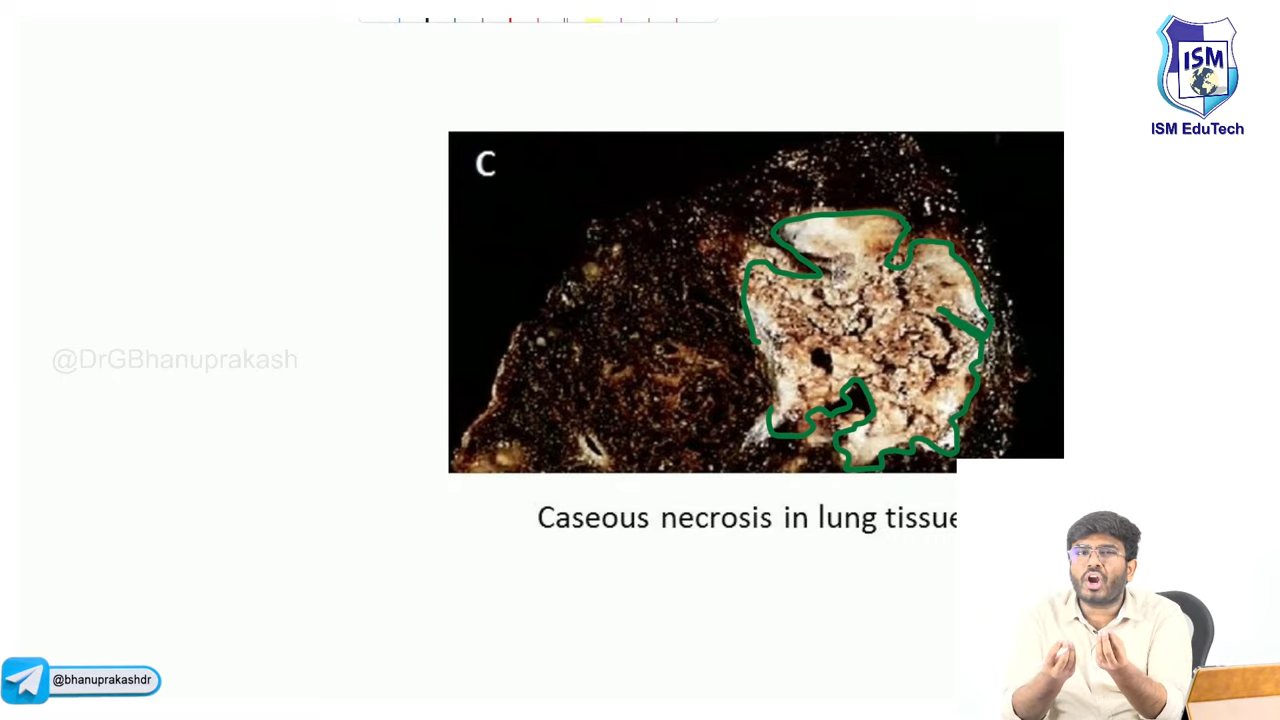 ISM
ISM EduTech
C
@DrGBhanuprakash
Caseous necrosis in lung tissue
@bhanuprakashdr